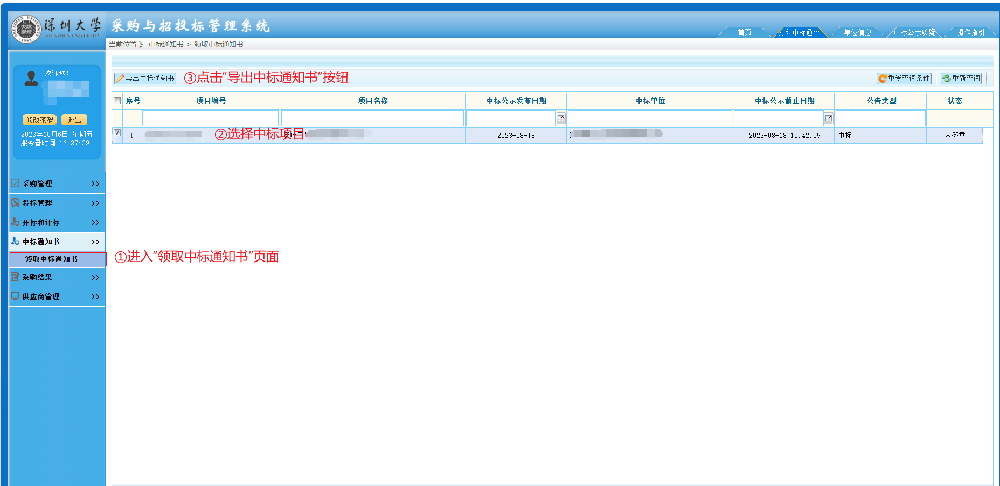 深圳大学
SHENZHEN UNIVERSITY
采购与招投标管理系统
首页
打印中标通…
单位信息
中标公示质疑
操作指引
当前位置 》 中标通知书 > 领取中标通知书
欢迎您!
修改密码 退出
2023年10月6日 星期五
服务器时间:16:27:29
采购管理 >>
投标管理 >>
开标和评标 >>
中标通知书 >>
领取中标通知书
采购结果 >>
供应商管理 >>
导出中标通知书
③点击“导出中标通知书“按钮
重置查询条件
重新查询
序号 项目编号 项目名称 中标公示发布日期 中标单位 中标公示截止日期 公告类型 状态
1 ②选择中标项目 2023-08-18 2023-08-18 15:42:59 中标 未签章
①进入“领取中标通知书”页面